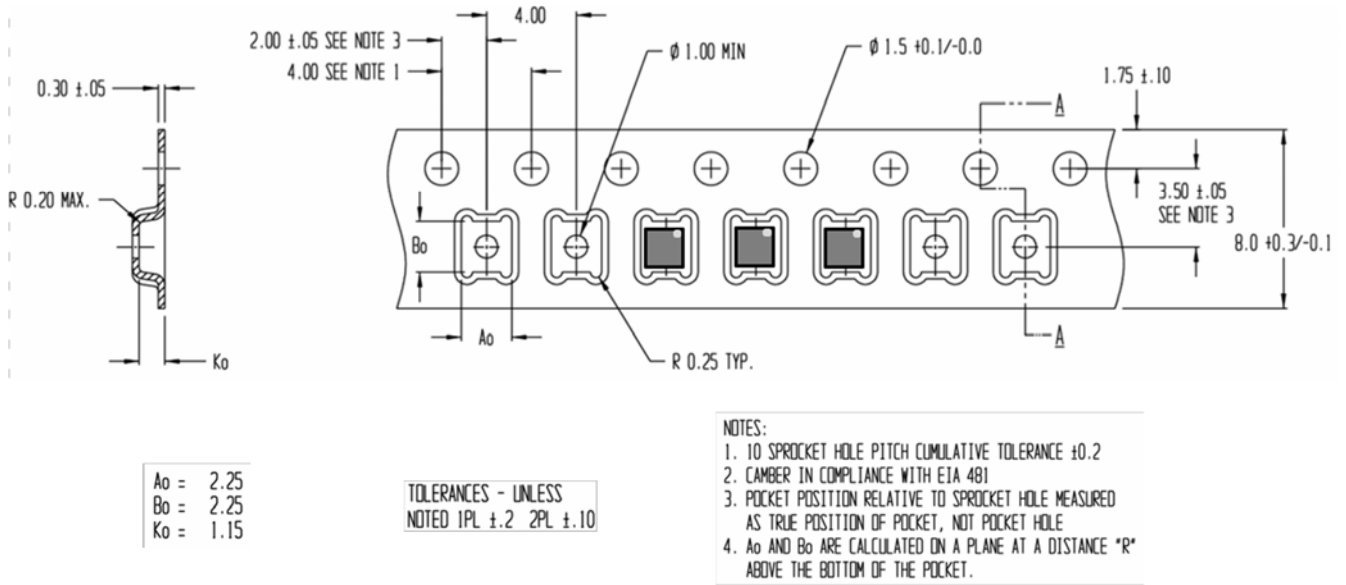 4.00
2.00 ±.05 SEE NOTE 3
4.00 SEE NOTE 1
0.30 ±.05
Ø 1.00 MIN
Ø 1.5 +0.1/-0.0
1.75 ±.10
A
R 0.20 MAX.
Bo
3.50 ±.05
SEE NOTE 3
8.0 +0.3/-0.1
Ao
A
Ko
R 0.25 TYP.
Ao = 2.25
Bo = 2.25
Ko = 1.15
TOLERANCES - UNLESS
NOTED 1PL ±.2 2PL ±.10
NOTES:
1. 10 SPROCKET HOLE PITCH CUMULATIVE TOLERANCE ±0.2
2. CAMBER IN COMPLIANCE WITH EIA 481
3. POCKET POSITION RELATIVE TO SPROCKET HOLE MEASURED
AS TRUE POSITION OF POCKET, NOT POCKET HOLE
4. Ao AND Bo ARE CALCULATED ON A PLANE AT A DISTANCE "R"
ABOVE THE BOTTOM OF THE POCKET.